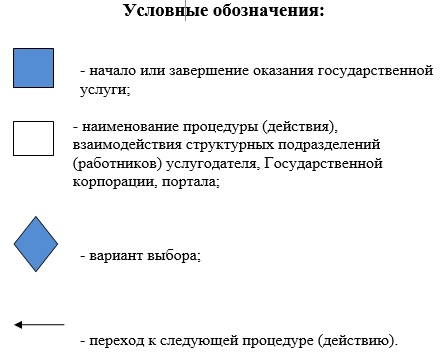 Условные обозначения:
- начало или завершение оказания государственной
услуги;
- наименование процедуры (действия),
взаимодействия структурных подразделений
(работников) услугодателя, Государственной
корпорации, портала;
- вариант выбора;
- переход к следующей процедуре (действию).